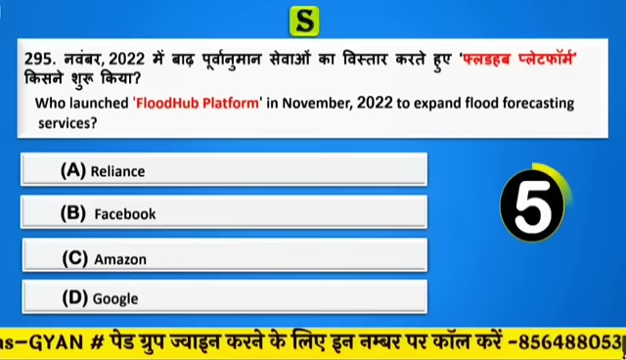 S
295. नवंबर, 2022 में बाढ़ पूर्वानुमान सेवाओं का विस्तार करते हुए 'फ्लडहब प्लेटफॉर्म'
किसने शुरू किया?
Who launched 'FloodHub Platform' in November, 2022 to expand flood forecasting
services?
(A) Reliance
(B) Facebook
5
(C) Amazon
(D) Google
as-GYAN # पेड ग्रुप ज्वाइन करने के लिए इन नम्बर पर कॉल करें -856488053